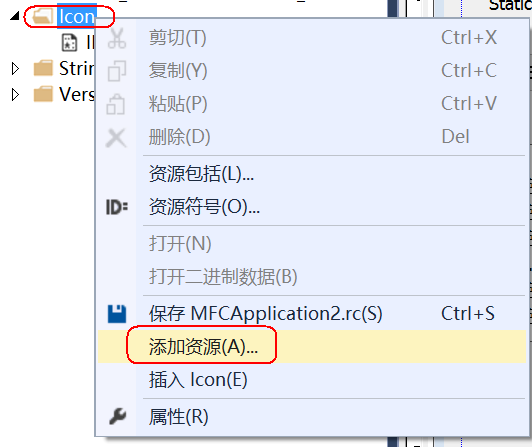 Static
Icon
剪切(T) Ctrl+X
复制(Y) Ctrl+C
Strin
粘贴(P) Ctrl+V
Vers
删除(D) Del
资源包括(L)...
ID= 资源符号(O)...
打开(N)
打开二进制数据(B)
保存 MFCApplication2.rc(S) Ctrl+S
添加资源(A)...
插入 Icon(E)
属性(R)